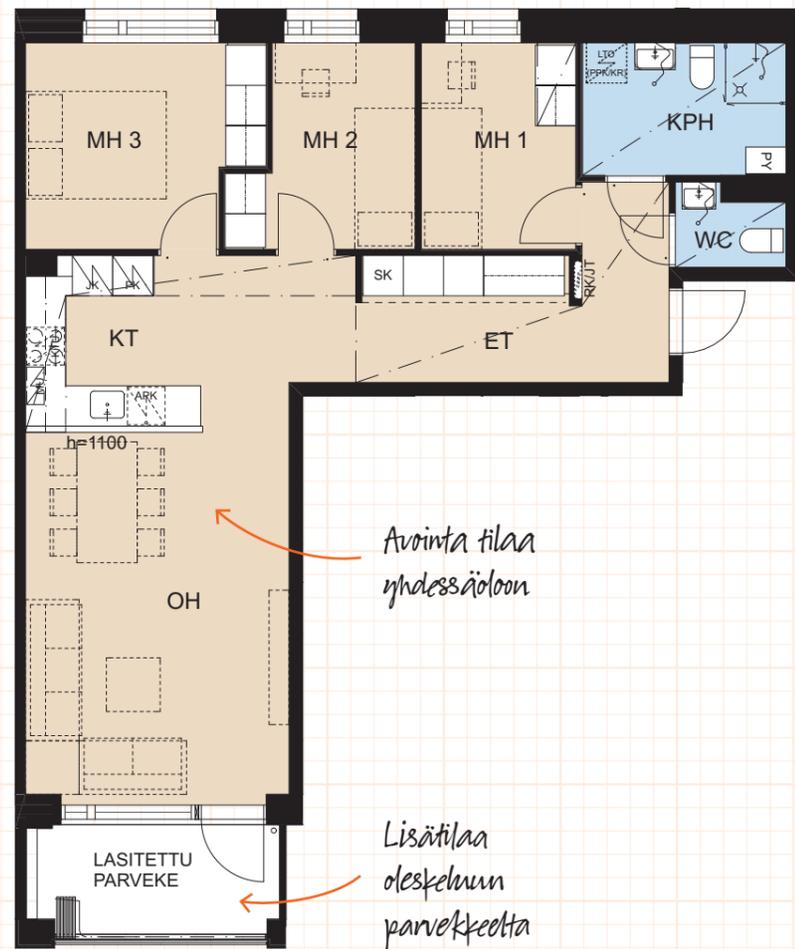 LTO
(PPK/KR)
KPH
MH 3
MH 2
MH 1
PY
WC
SK
RK/JT
JK
PK
KT
ET
APK
h=1100
Avointa tilaa
yhdessäoloon
OH
Lisätilaa
oleskeluun
parvekkeelta
LASITETTU
PARVEKE